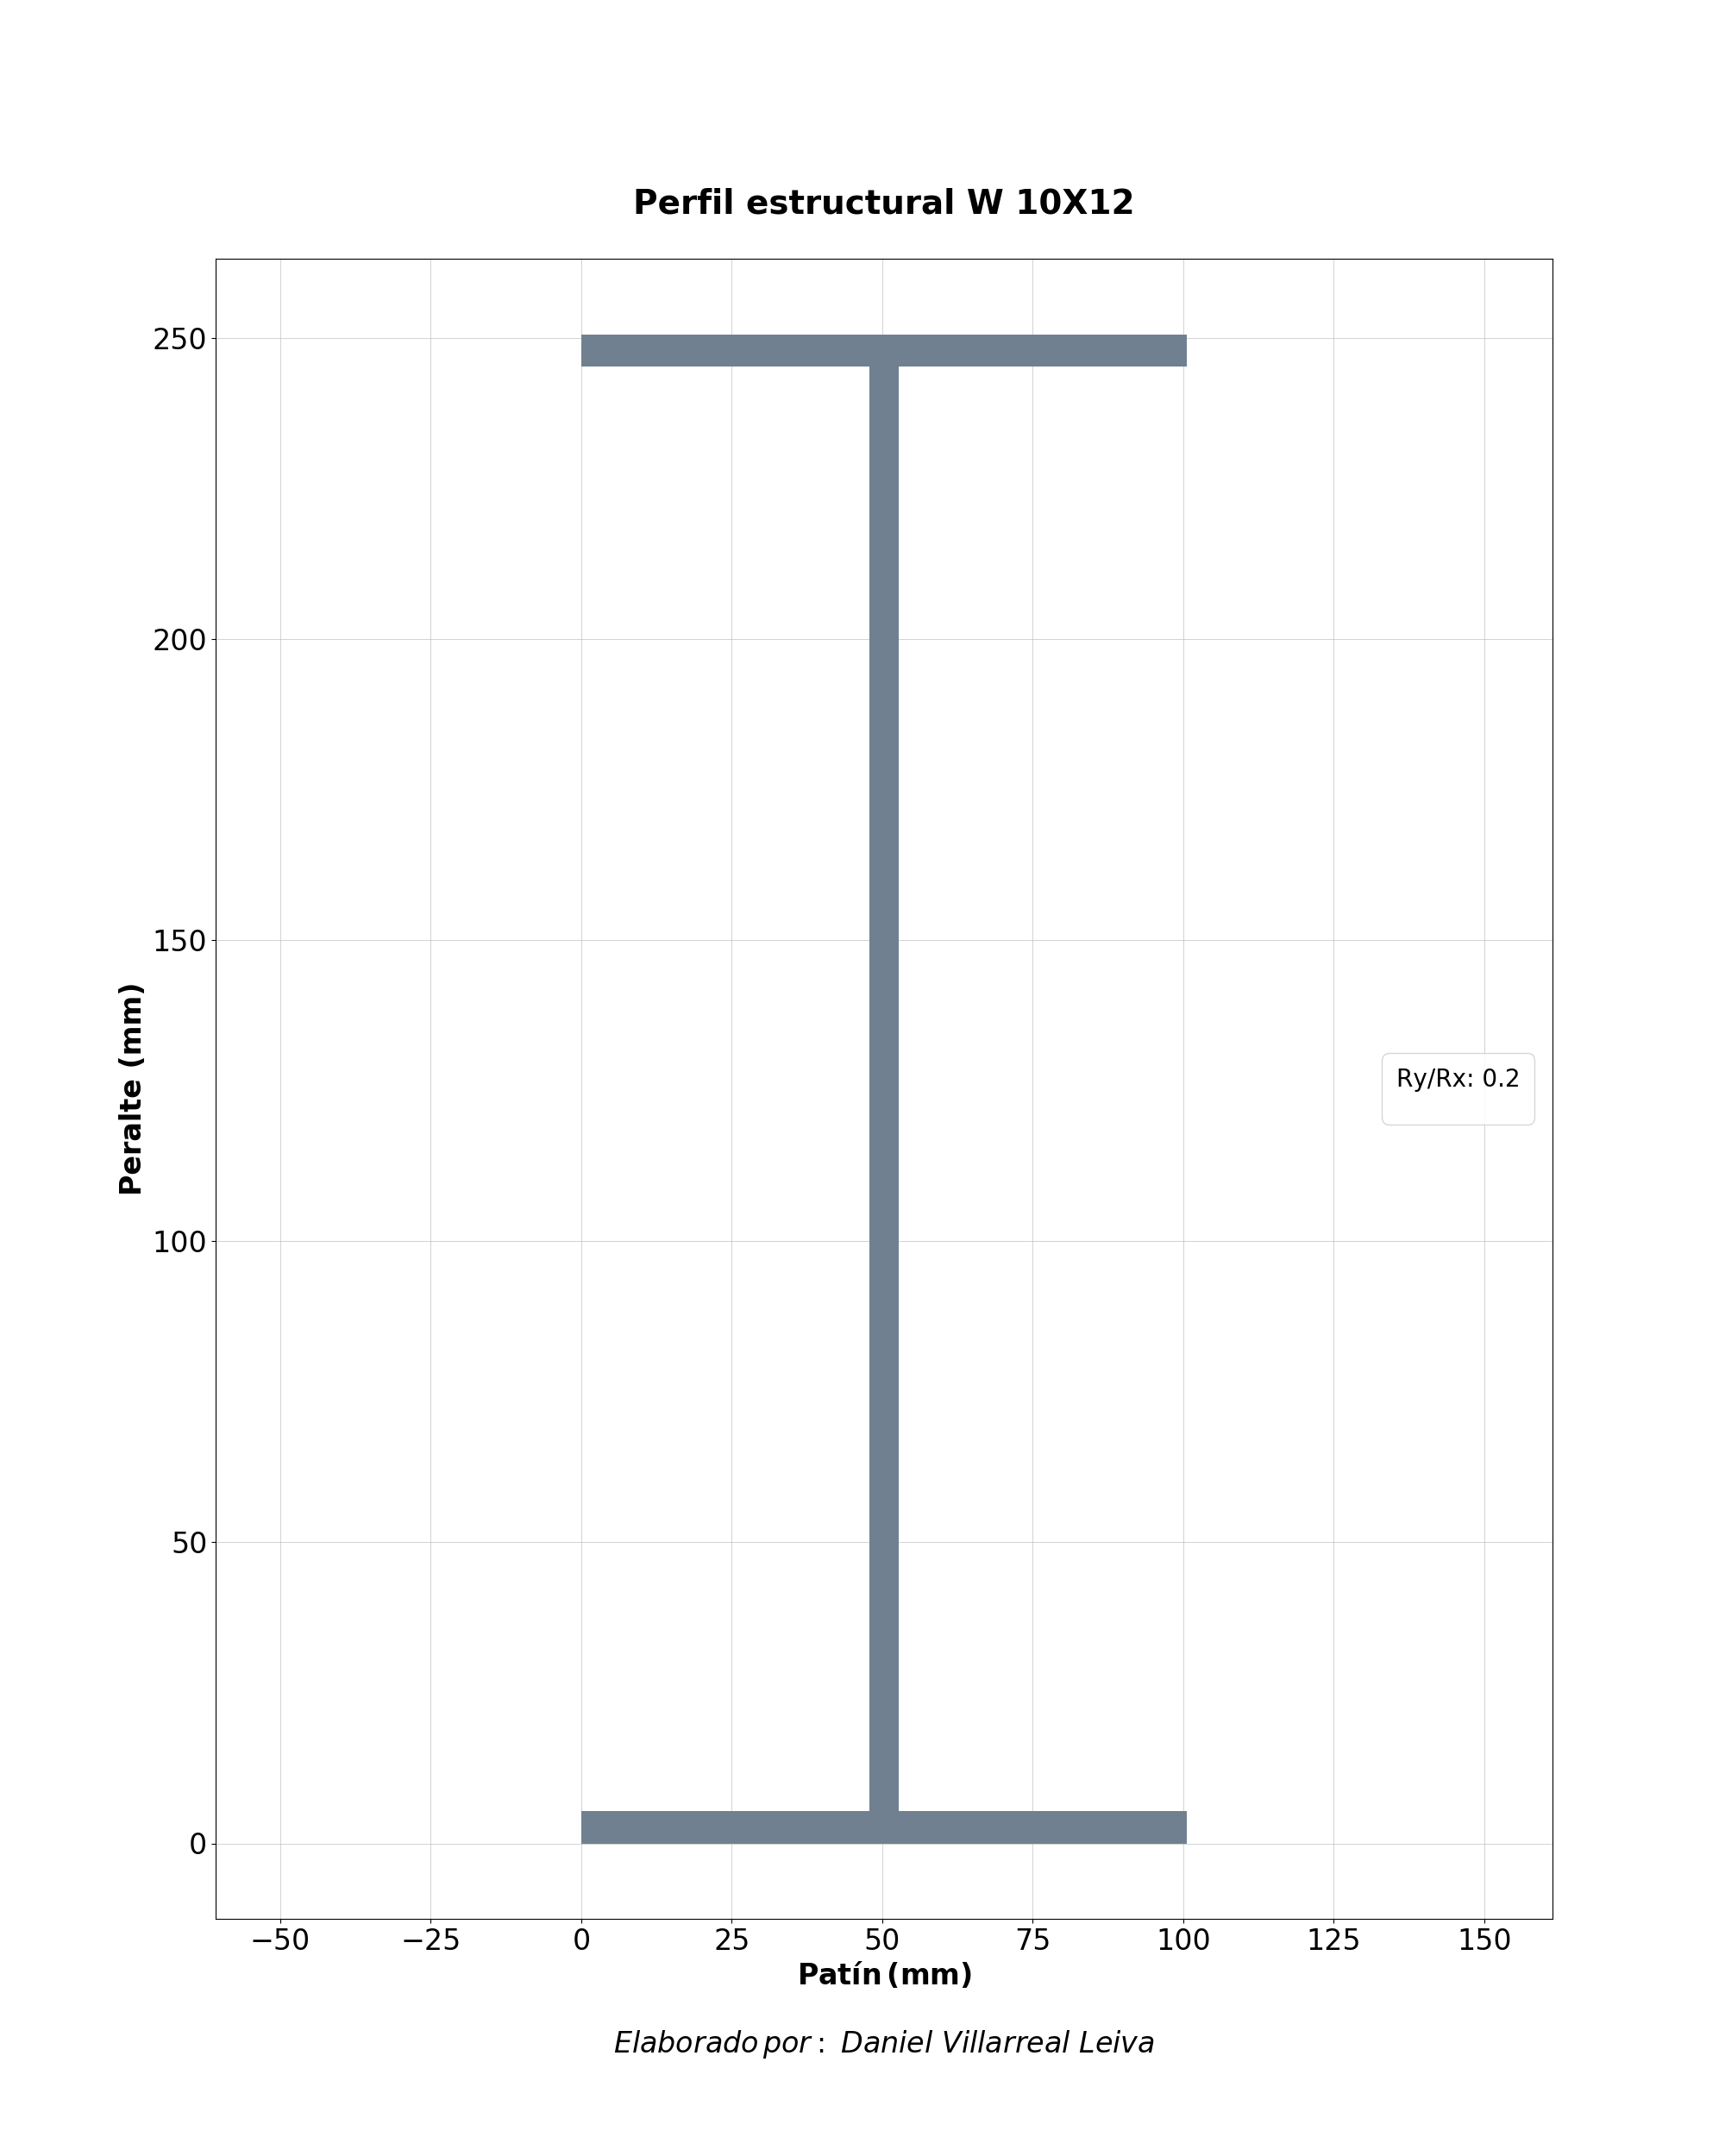 Perfil estructural W 10X12
250
200
150
100
50
0
Peralte (mm)
Ry/Rx: 0.2
−50 −25 0 25 50 75 100 125 150
Patín (mm)
Elaborado por: Daniel Villarreal Leiva